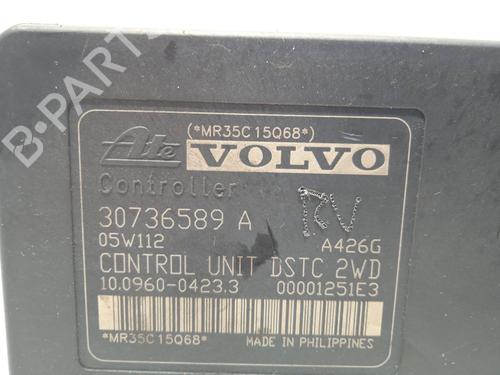 B-PARTS
(*MR35C15Q68*)
Ate VOLVO
Controller
30736589 A RV
05W112 A426G
CONTROL UNIT DSTC 2WD
10.0960-0423.3 00001251E3
*MR35C15Q68* MADE IN PHILIPPINES